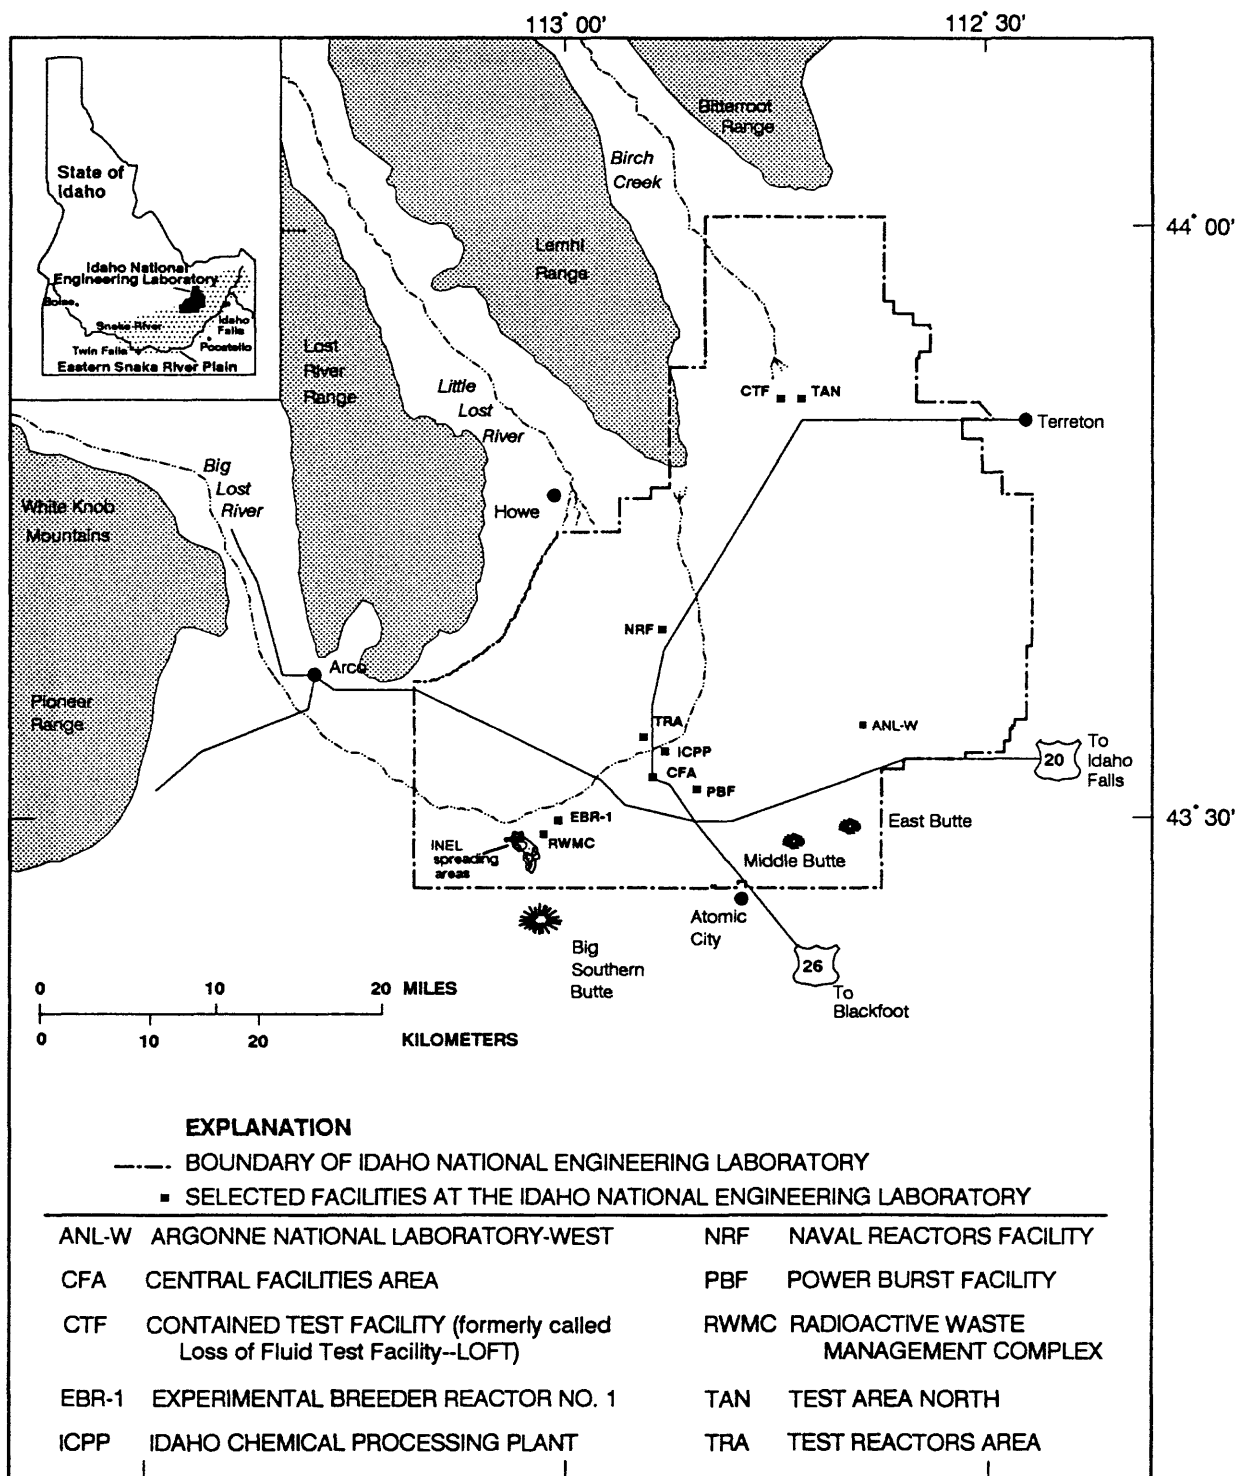 113° 00'
112° 30'
44° 00'
43° 30'
State of
Idaho
Idaho National
Engineering Laboratory
Boise
Snake River
Idaho
Falls
Twin Falls
Pocatello
Eastern Snake River Plain
Bitterroot
Range
Birch
Creek
Lemhi
Range
Lost
River
Range
Little
Lost
River
Big
Lost
River
White Knob
Mountains
Pioneer
Range
CTF
TAN
Terreton
Howe
NRF
Arco
TRA
ICPP
CFA
PBF
ANL-W
20
To
Idaho
Falls
EBR-1
RWMC
INEL
spreading
areas
East Butte
Middle Butte
Atomic
City
Big
Southern
Butte
26
To
Blackfoot
0 10 20 MILES
0 10 20 KILOMETERS
EXPLANATION
BOUNDARY OF IDAHO NATIONAL ENGINEERING LABORATORY
SELECTED FACILITIES AT THE IDAHO NATIONAL ENGINEERING LABORATORY
ANL-W ARGONNE NATIONAL LABORATORY-WEST
CFA CENTRAL FACILITIES AREA
CTF CONTAINED TEST FACILITY (formerly called
Loss of Fluid Test Facility--LOFT)
EBR-1 EXPERIMENTAL BREEDER REACTOR NO. 1
ICPP IDAHO CHEMICAL PROCESSING PLANT
NRF NAVAL REACTORS FACILITY
PBF POWER BURST FACILITY
RWMC RADIOACTIVE WASTE
MANAGEMENT COMPLEX
TAN TEST AREA NORTH
TRA TEST REACTORS AREA